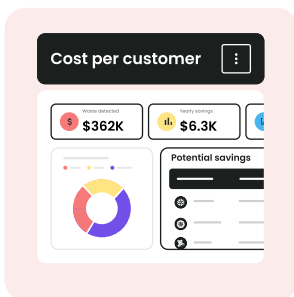 Cost per customer
Waste detected
$
$362K
Yearly savings
$6.3K
Potential savings